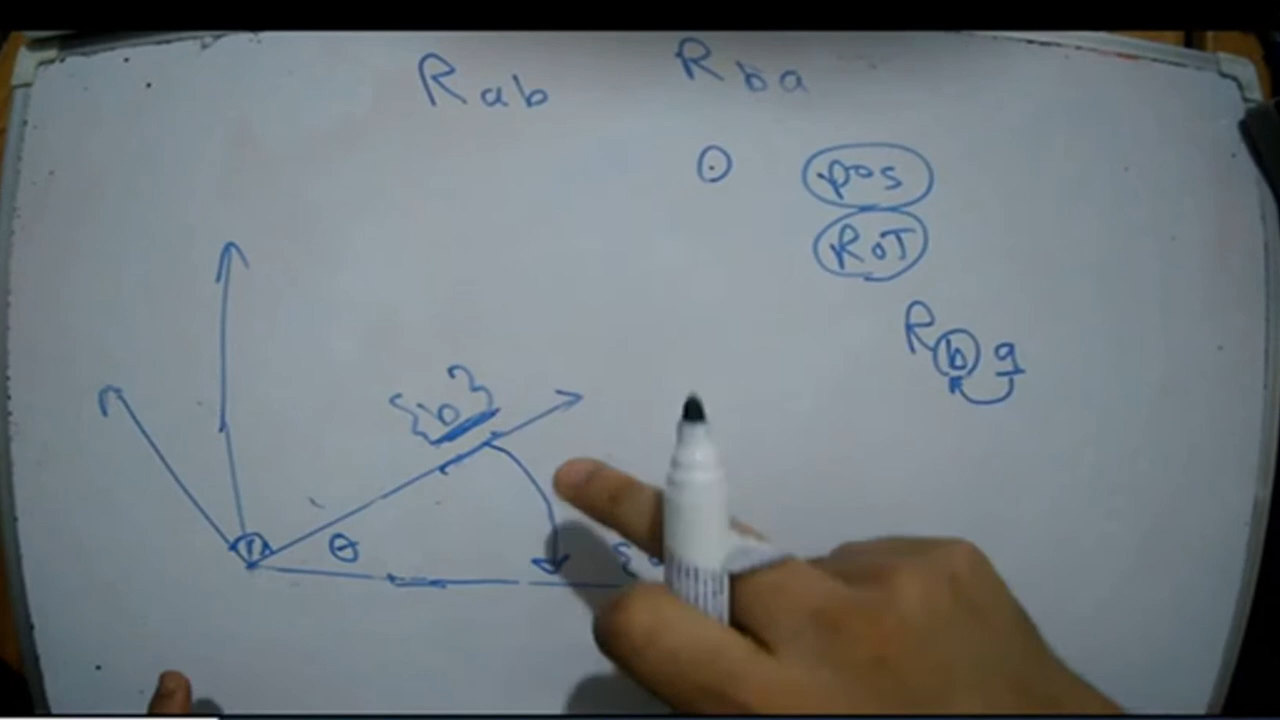 Rab Rba
pos
ROT
Rba
{b}
θ